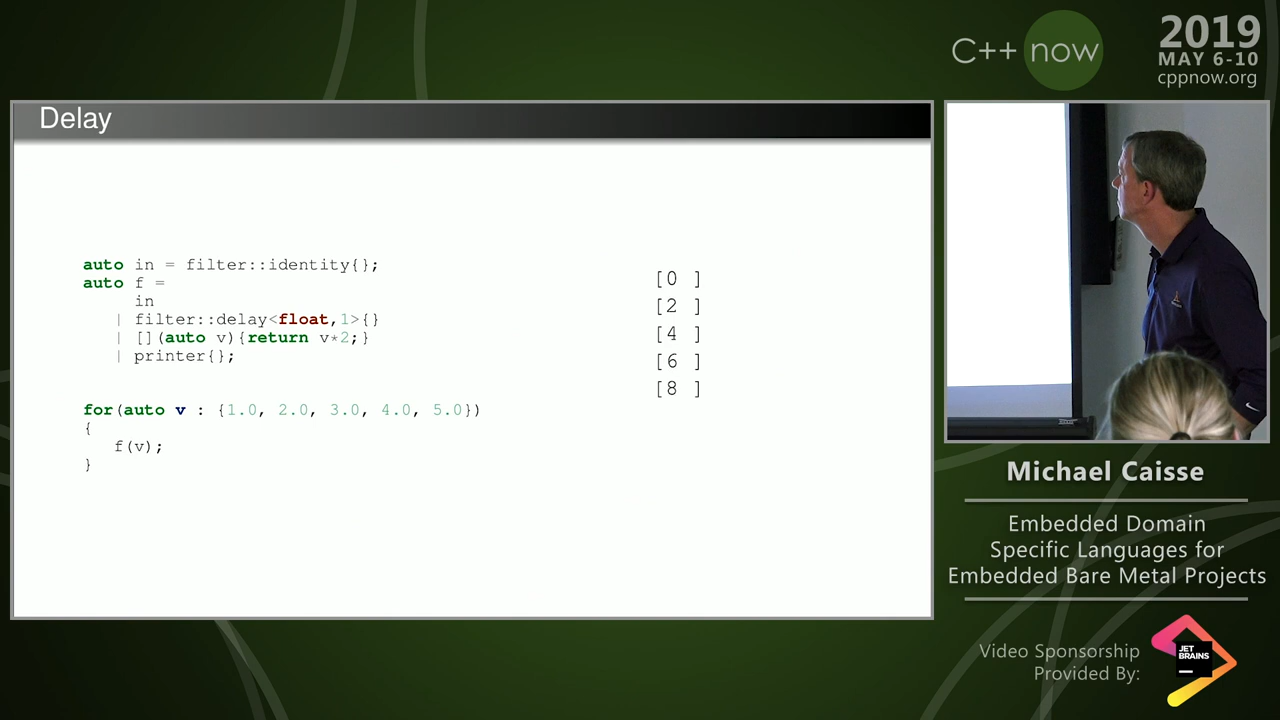 C++ now
2019
MAY 6-10
cppnow.org
Delay
auto in = filter::identity{};
auto f =
in
| filter::delay<float,1>{}
| [](auto v){return v*2;}
| printer{};
for(auto v : {1.0, 2.0, 3.0, 4.0, 5.0})
{
f(v);
}
[0 ]
[2 ]
[4 ]
[6 ]
[8 ]
Michael Caisse
Embedded Domain
Specific Languages for
Embedded Bare Metal Projects
Video Sponsorship
Provided By:
JET
BRAINS